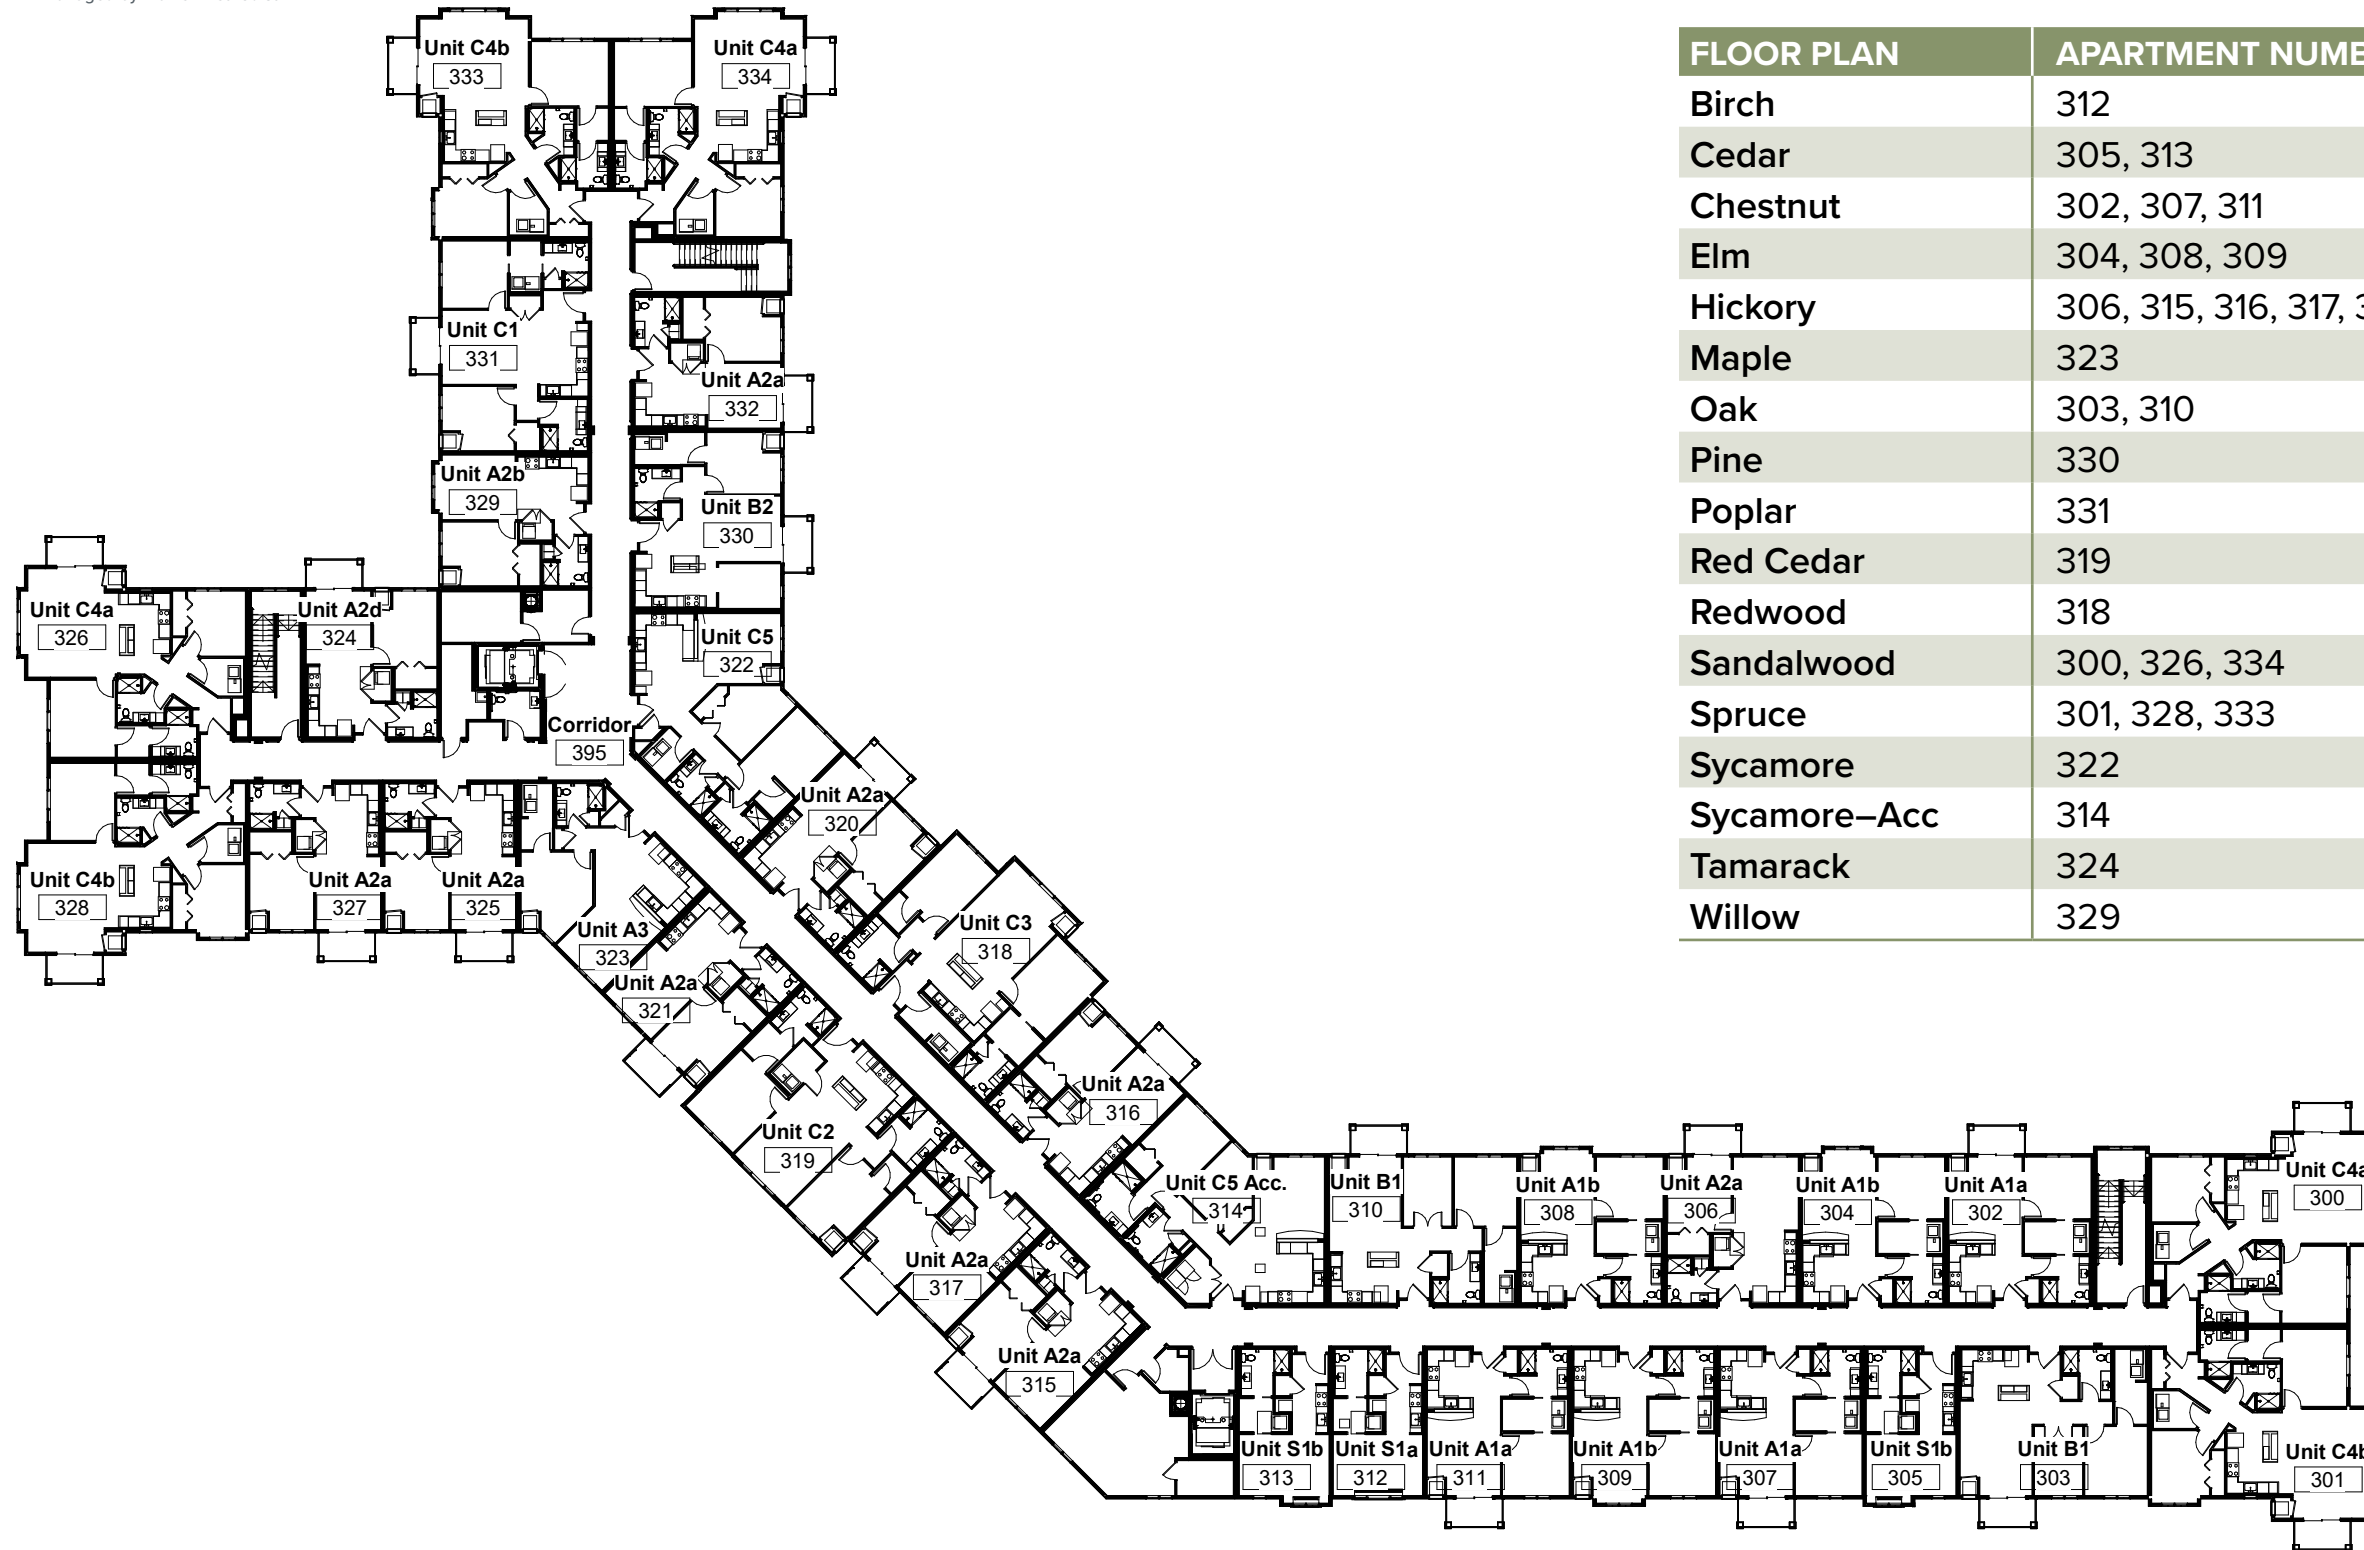 Unit C4b
333
Unit C4a
334
Unit C1
331
Unit A2a
332
Unit A2b
329
Unit B2
330
Unit C4a
326
Unit A2d
324
Unit C5
322
Corridor
395
Unit C4b
328
Unit A2a
327
Unit A2a
325
Unit A2a
320
Unit A3
323
Unit A2a
321
Unit C3
318
Unit C2
319
Unit A2a
316
Unit A2a
317
Unit A2a
315
Unit C5 Acc.
314
Unit B1
310
Unit A1b
308
Unit A2a
306
Unit A1b
304
Unit A1a
302
Unit C4a
300
Unit S1b
313
Unit S1a
312
Unit A1a
311
Unit A1b
309
Unit A1a
307
Unit S1b
305
Unit B1
303
Unit C4b
301
FLOOR PLAN APARTMENT
Birch 312
Cedar 305, 313
Chestnut 302, 307, 311
Elm 304, 308, 309
Hickory 306, 315, 316, 317,
Maple 323
Oak 303, 310
Pine 330
Poplar 331
Red Cedar 319
Redwood 318
Sandalwood 300, 326, 334
Spruce 301, 328, 333
Sycamore 322
Sycamore–Acc 314
Tamarack 324
Willow 329